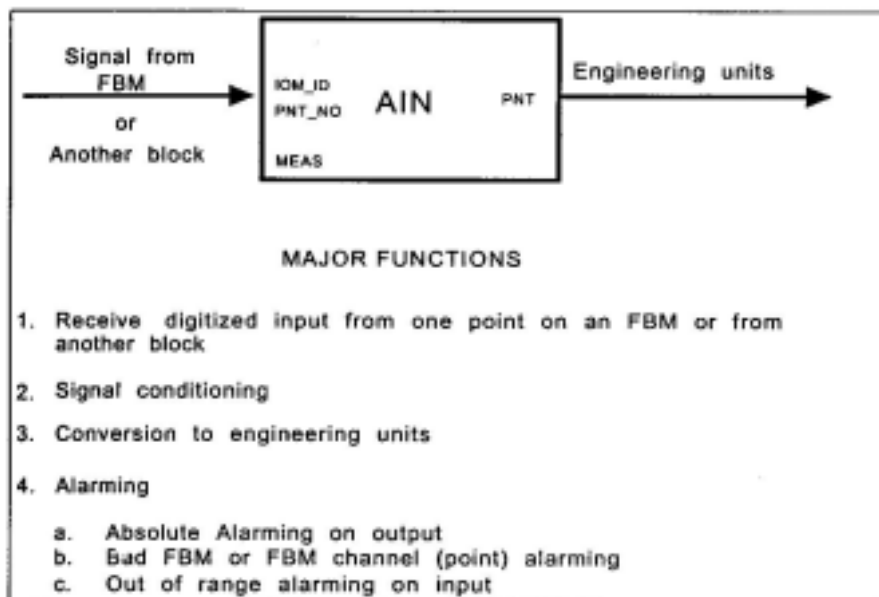 Signal from
FBM
or
Another block
IOM_ID
PNT_NO
MEAS
AIN
PNT
Engineering units
MAJOR FUNCTIONS
1. Receive digitized input from one point on an FBM or from
another block
2. Signal conditioning
3. Conversion to engineering units
4. Alarming
a. Absolute Alarming on output
b. Bad FBM or FBM channel (point) alarming
c. Out of range alarming on input